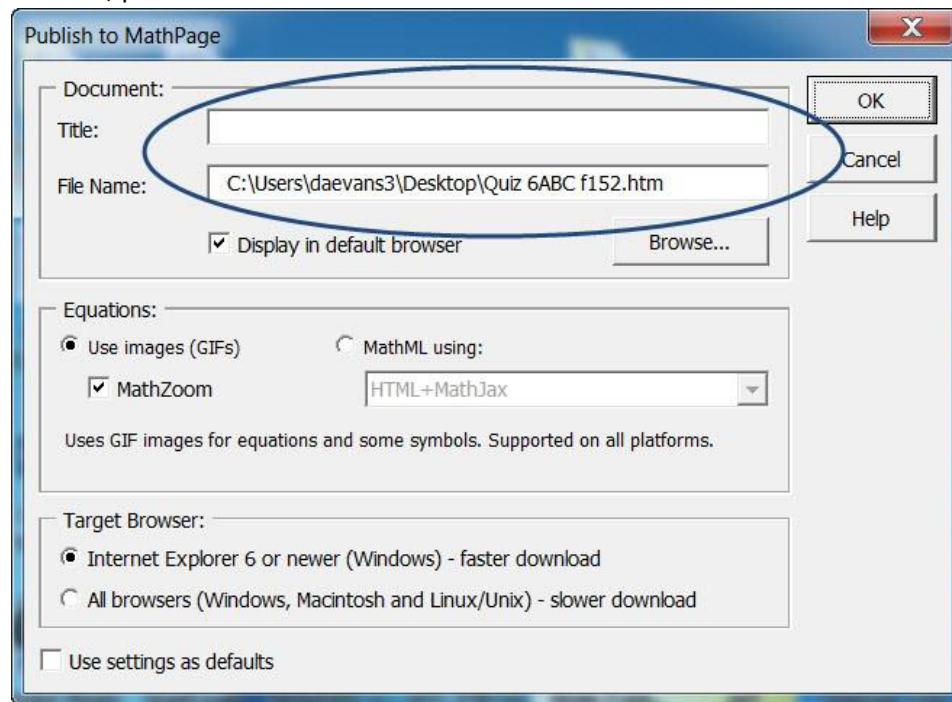 Publish to MathPage
X
Document:
OK
Title:
Cancel
File Name: C:\Users\daevans3\Desktop\Quiz 6ABC f152.htm
Help
Display in default browser Browse...
Equations:
Use images (GIFs) MathML using:
MathZoom HTML+MathJax
Uses GIF images for equations and some symbols. Supported on all platforms.
Target Browser:
Internet Explorer 6 or newer (Windows) - faster download
All browsers (Windows, Macintosh and Linux/Unix) - slower download
Use settings as defaults